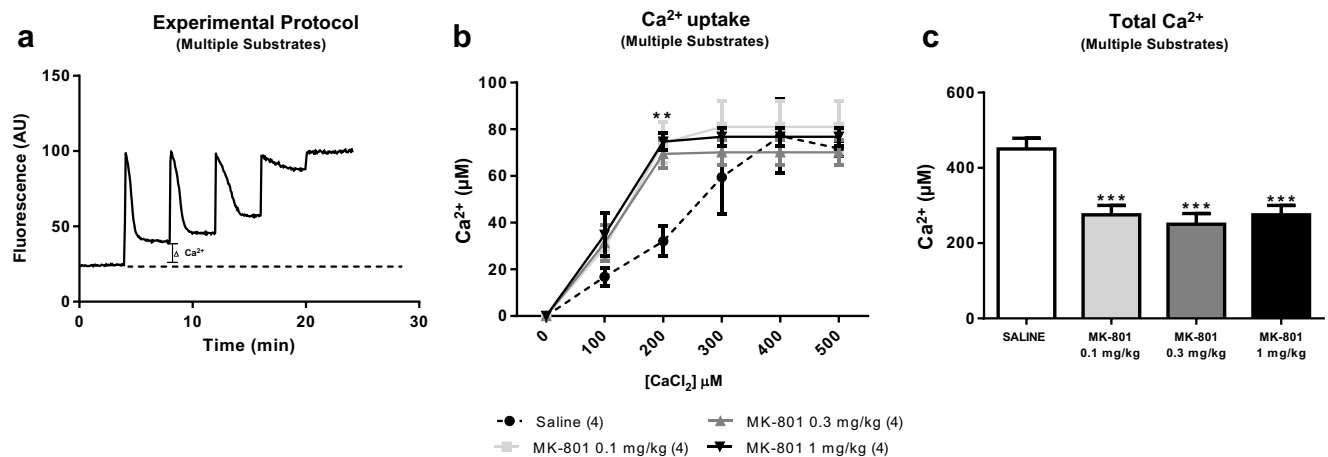 a
Experimental Protocol
(Multiple Substrates)
Fluorescence (AU)
150
100
50
0
Δ Ca²⁺
0
10
20
30
Time (min)
b
Ca²⁺ uptake
(Multiple Substrates)
Ca²⁺ (µM)
100
80
60
40
20
0
**
0
100
200
300
400
500
[CaCl₂] µM
Saline (4)
MK-801 0.3 mg/kg (4)
MK-801 0.1 mg/kg (4)
MK-801 1 mg/kg (4)
c
Total Ca²⁺
(Multiple Substrates)
Ca²⁺ (µM)
600
400
200
0
***
***
***
SALINE
MK-801
0.1 mg/kg
MK-801
0.3 mg/kg
MK-801
1 mg/kg